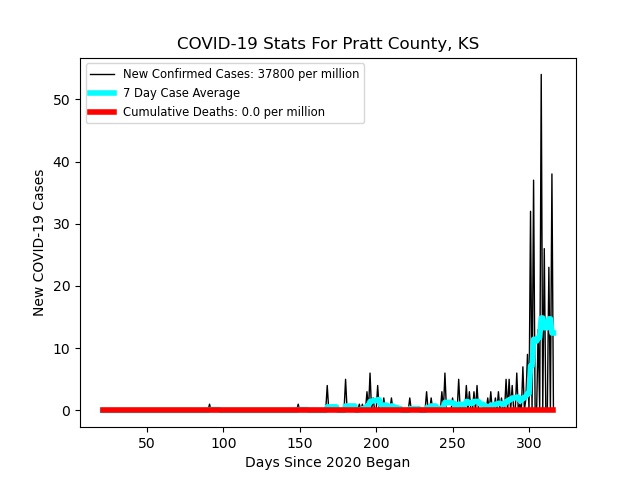 COVID-19 Stats For Pratt County, KS
New Confirmed Cases: 37800 per million
7 Day Case Average
Cumulative Deaths: 0.0 per million
New COVID-19 Cases
50
40
30
20
10
0
50 100 150 200 250 300
Days Since 2020 Began